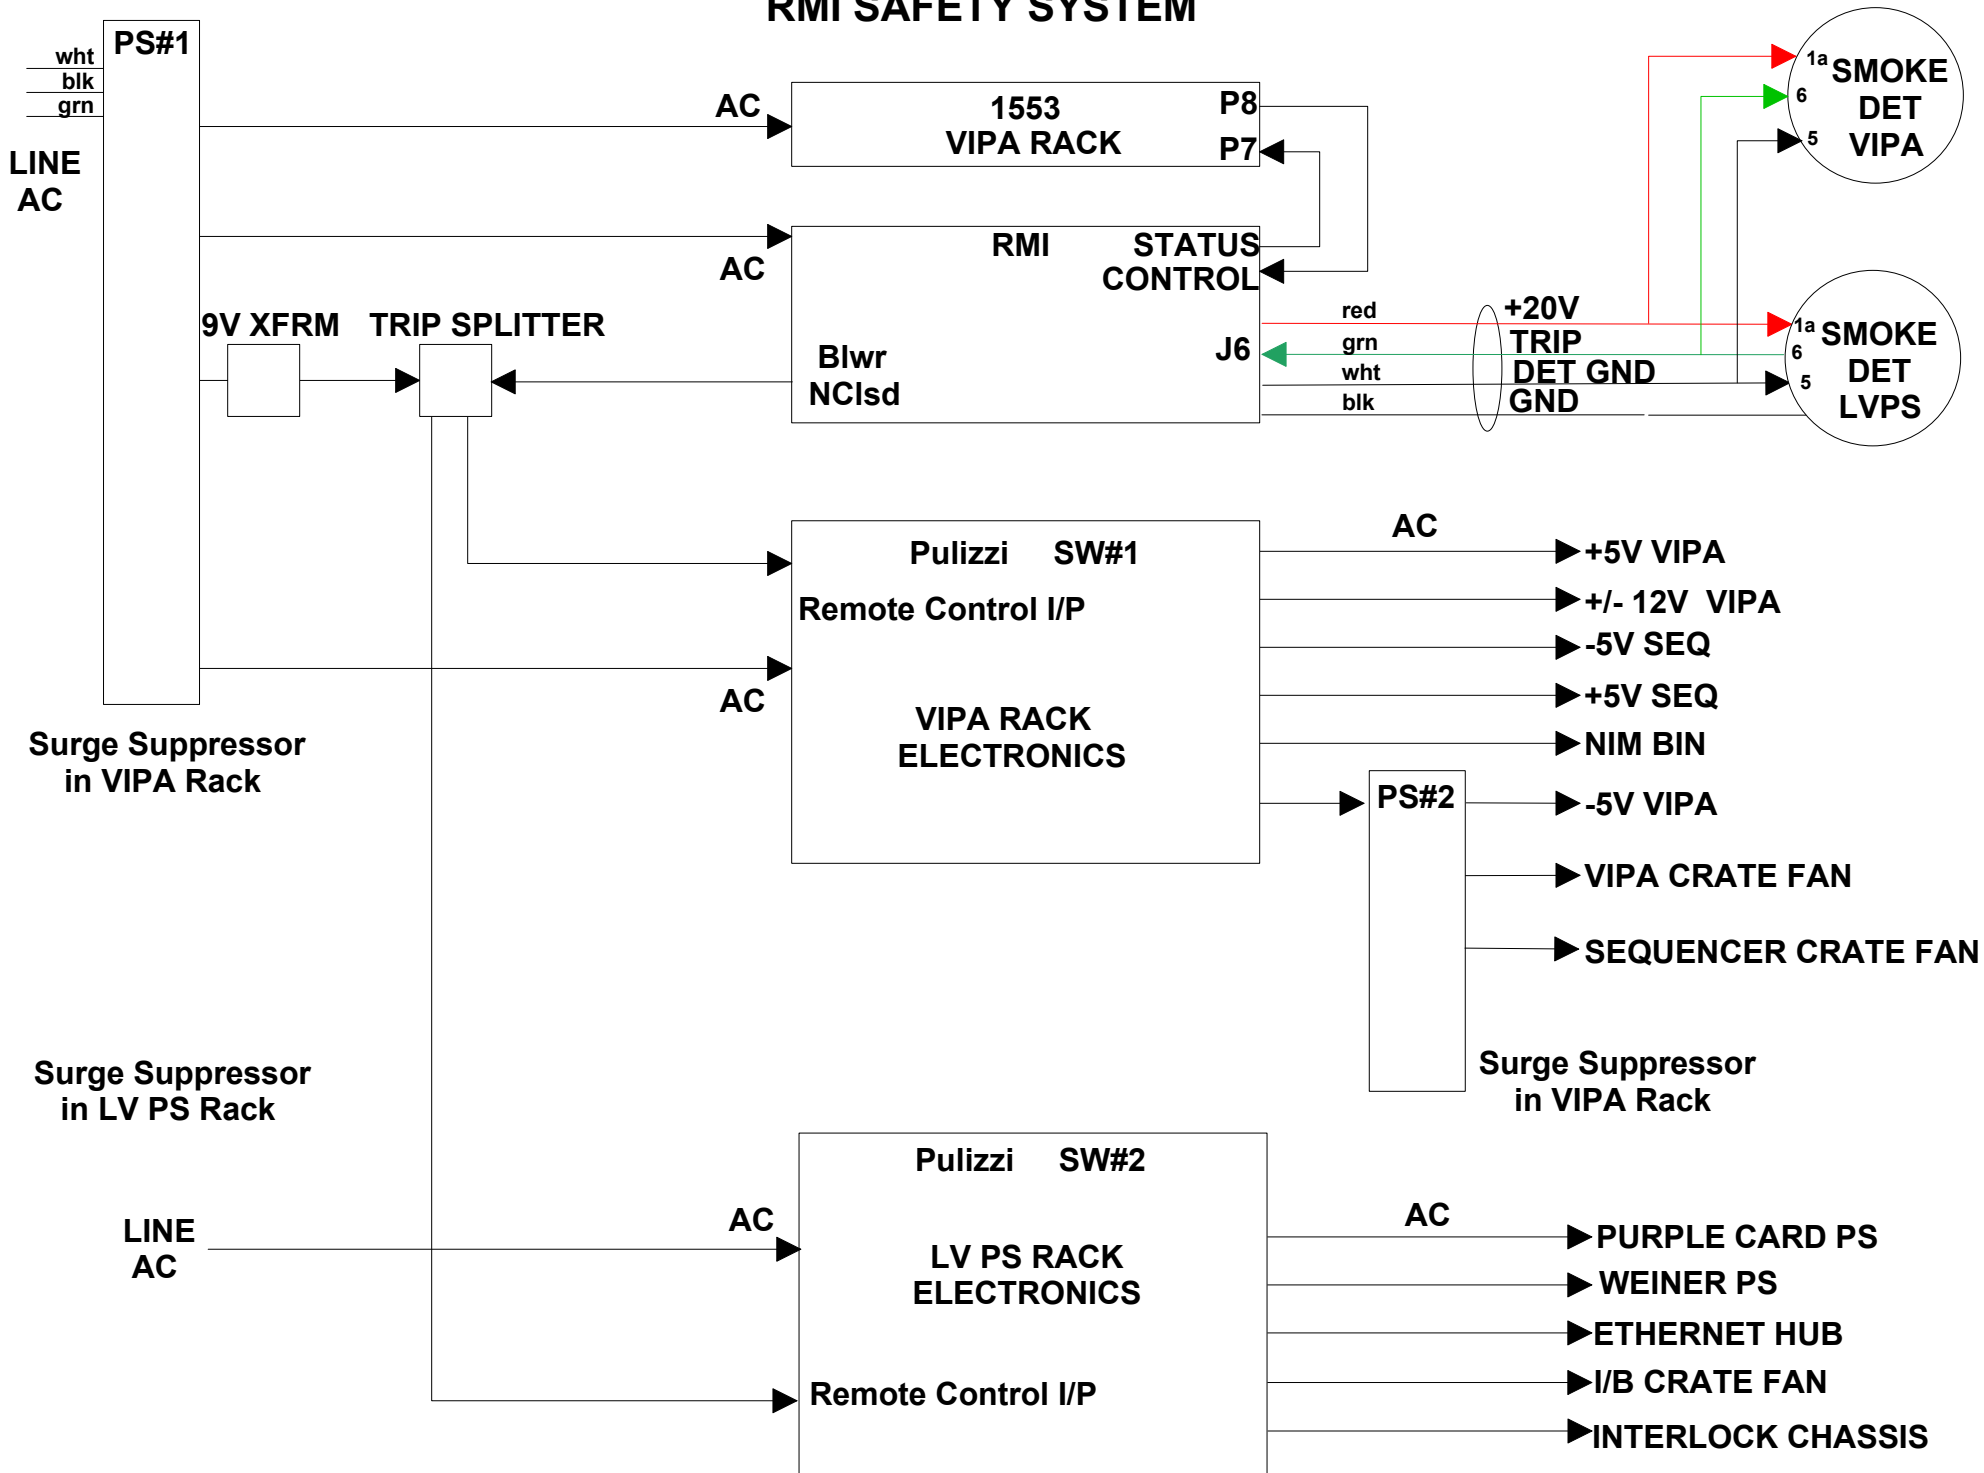 RMI SAFETY SYSTEM
PS#1
wht
blk
grn
LINE
AC
AC
1553
VIPA RACK
P8
P7
1a
SMOKE
DET
VIPA
6
5
AC
RMI
STATUS
CONTROL
9V XFRM
TRIP SPLITTER
Blwr
NClsd
J6
red
grn
wht
blk
+20V
TRIP
DET GND
GND
1a
6
5
SMOKE
DET
LVPS
Pulizzi SW#1
Remote Control I/P
AC
VIPA RACK
ELECTRONICS
AC
+5V VIPA
+/- 12V VIPA
-5V SEQ
+5V SEQ
NIM BIN
PS#2
-5V VIPA
VIPA CRATE FAN
SEQUENCER CRATE FAN
Surge Suppressor
in VIPA Rack
Surge Suppressor
in VIPA Rack
Surge Suppressor
in LV PS Rack
LINE
AC
AC
Pulizzi SW#2
LV PS RACK
ELECTRONICS
Remote Control I/P
AC
PURPLE CARD PS
WEINER PS
ETHERNET HUB
I/B CRATE FAN
INTERLOCK CHASSIS